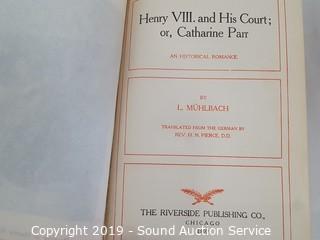 Henry VIII. and His Court;
or, Catharine Parr
AN HISTORICAL ROMANCE
BY
L. MÜHLBACH
TRANSLATED FROM THE GERMAN BY
REV. H. N. PIERCE, D.D.
THE RIVERSIDE PUBLISHING CO.,
CHICAGO
Copyright © 2019 - Sound Auction Service